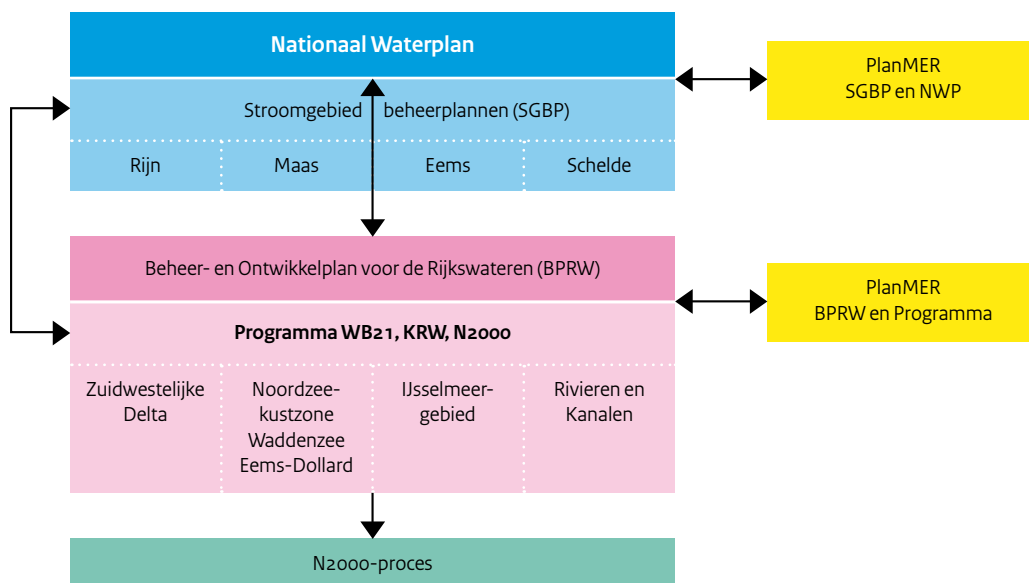 Nationaal Waterplan
Stroomgebied beheerplannen (SGBP)
Rijn
Maas
Eems
Schelde
PlanMER
SGBP en NWP
Beheer- en Ontwikkelplan voor de Rijkswateren (BPRW)
Programma WB21, KRW, N2000
PlanMER
BPRW en Programma
Zuidwestelijke
Delta
Noordzee-
kustzone
Waddenzee
Eems-Dollard
IJsselmeer-
gebied
Rivieren en
Kanalen
N2000-proces